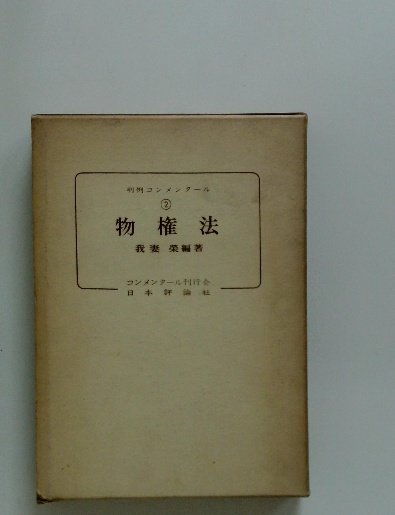 判例コンメンタール
②
物権法
我妻榮編著
コンメンタール刊行会
日本評論社